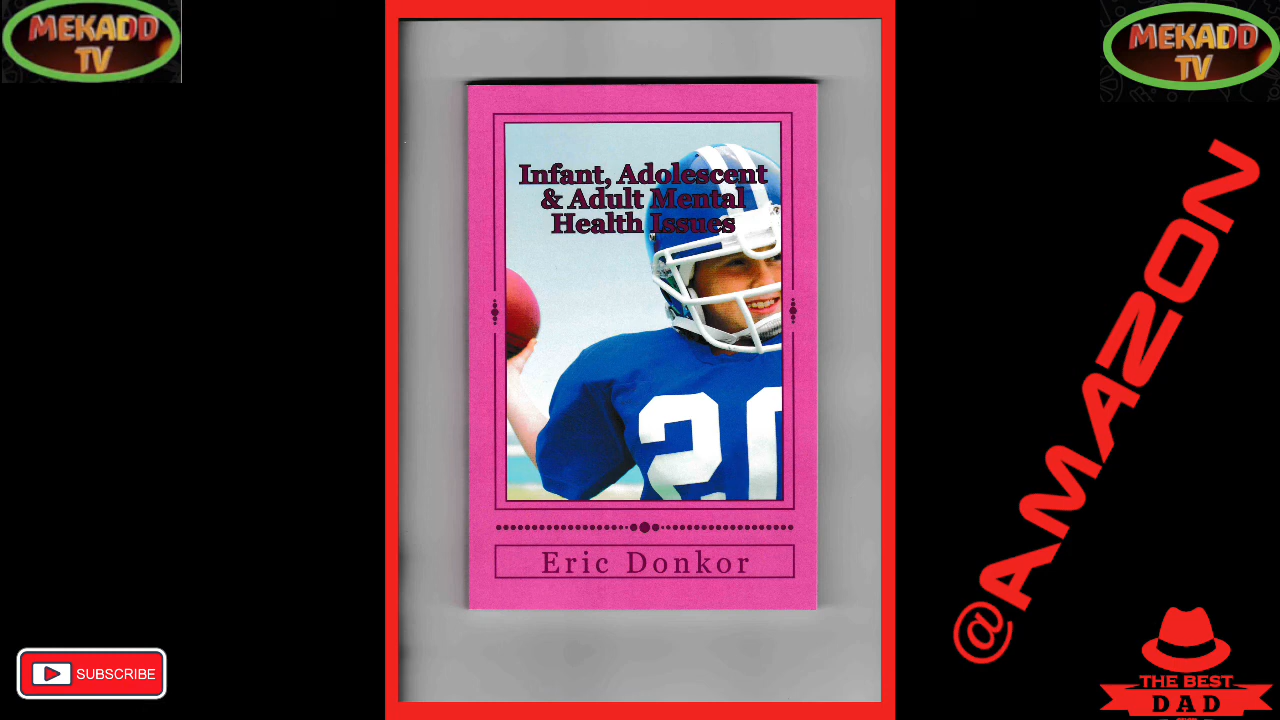 MEKADD
TV
MEKADD
TV
Infant, Adolescent
& Adult Mental
Health Issues
20
Eric Donkor
@AMAZON
SUBSCRIBE
THE BEST
DAD